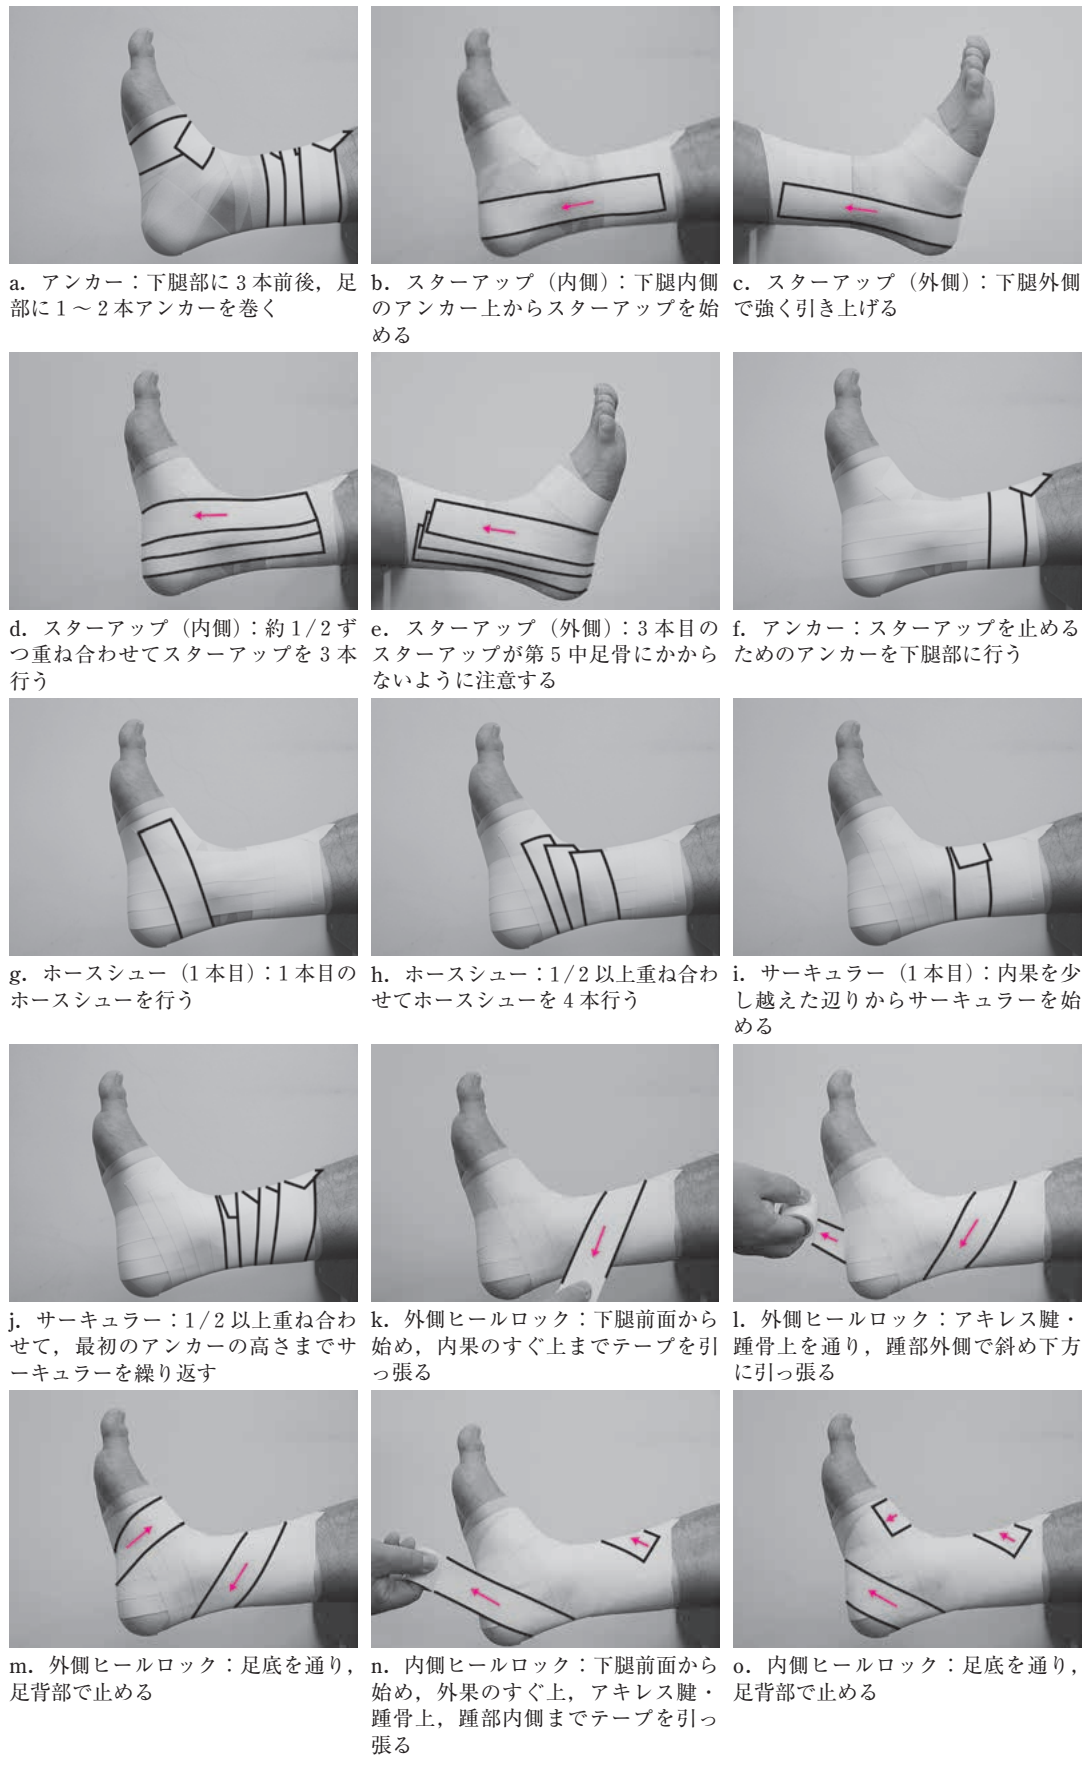 a．アンカー：下腿部に3本前後，足
部に1～2本アンカーを巻く
b．スターアップ（内側）：下腿内側
のアンカー上からスターアップを始
める
c．スターアップ（外側）：下腿外側
で強く引き上げる
d．スターアップ（内側）：約1/2ず
つ重ね合わせてスターアップを3本
行う
e．スターアップ（外側）：3本目の
スターアップが第5中足骨にかから
ないように注意する
f．アンカー：スターアップを止める
ためのアンカーを下腿部に行う
g．ホースシュー（1本目）：1本目の
ホースシューを行う
h．ホースシュー：1/2以上重ね合わ
せてホースシューを4本行う
i．サーキュラー（1本目）：内果を少
し越えた辺りからサーキュラーを始
める
j．サーキュラー：1/2以上重ね合わ
せて，最初のアンカーの高さまでサ
ーキュラーを繰り返す
k．外側ヒールロック：下腿前面から
始め，内果のすぐ上までテープを引
っ張る
l．外側ヒールロック：アキレス腱・
踵骨上を通り，踵部外側で斜め下方
に引っ張る
m．外側ヒールロック：足底を通り，
足背部で止める
n．内側ヒールロック：下腿前面から
始め，外果のすぐ上，アキレス腱・
踵骨上，踵部内側までテープを引っ
張る
o．内側ヒールロック：足底を通り，
足背部で止める